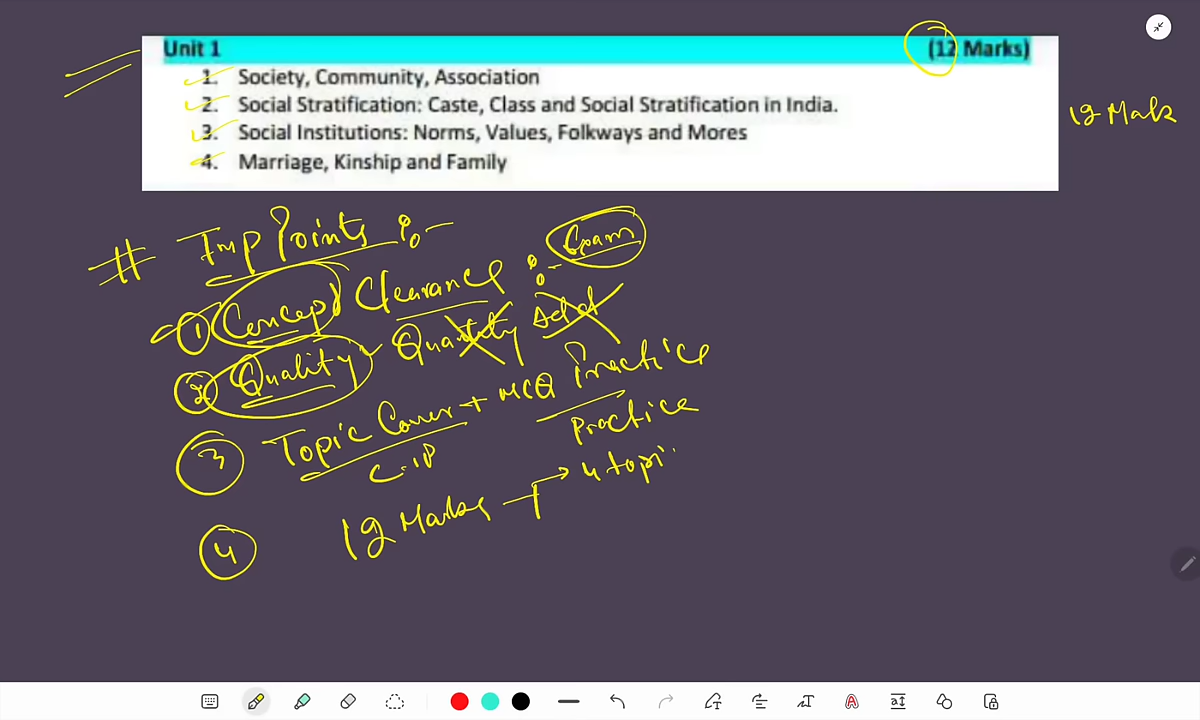 Unit 1 (12 Marks)
1. Society, Community, Association
2. Social Stratification: Caste, Class and Social Stratification in India.
3. Social Institutions: Norms, Values, Folkways and Mores
4. Marriage, Kinship and Family
12 Mark
# Imp Points :-
① Concept Clearance :- Exam
② Quality Quantity
③ Topic Cover + MCQ Practice
Practice
④ 12 Marks → 4 topi